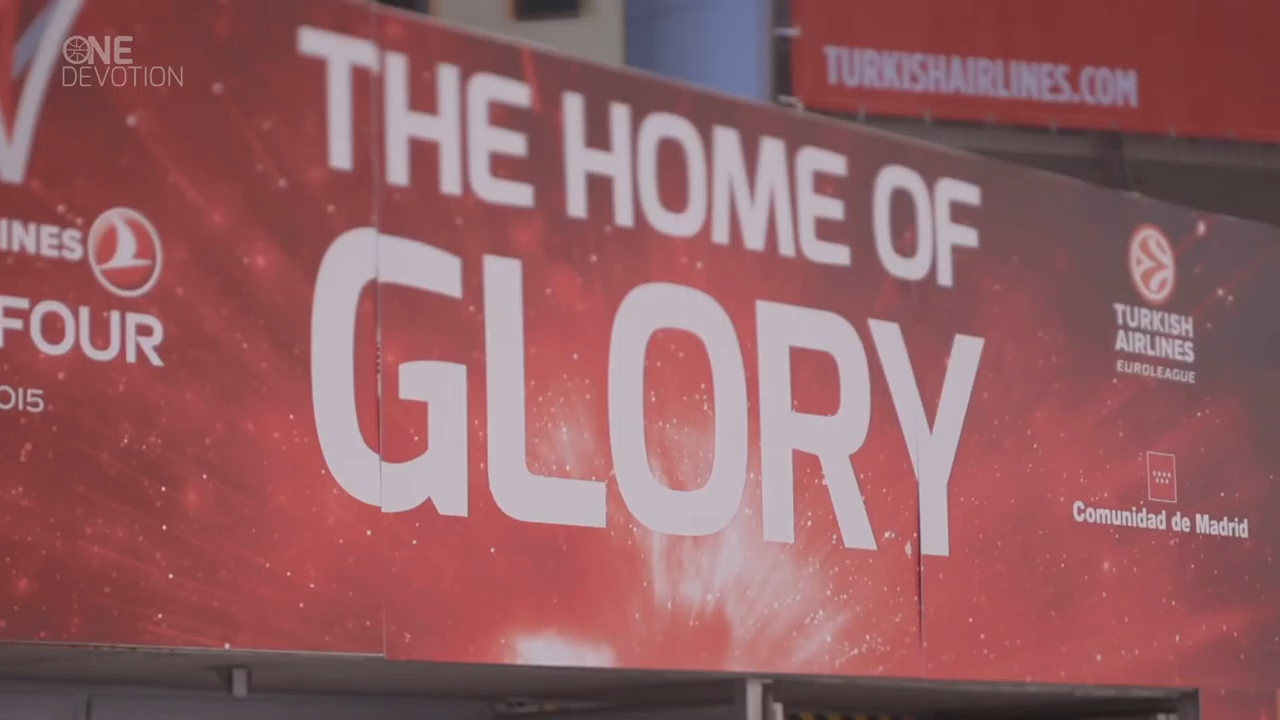 ONE
DEVOTION
TURKISHAIRLINES.COM
THE HOME OF
GLORY
INES
FOUR
015
TURKISH
AIRLINES
EUROLEAGUE
Comunidad de Madrid